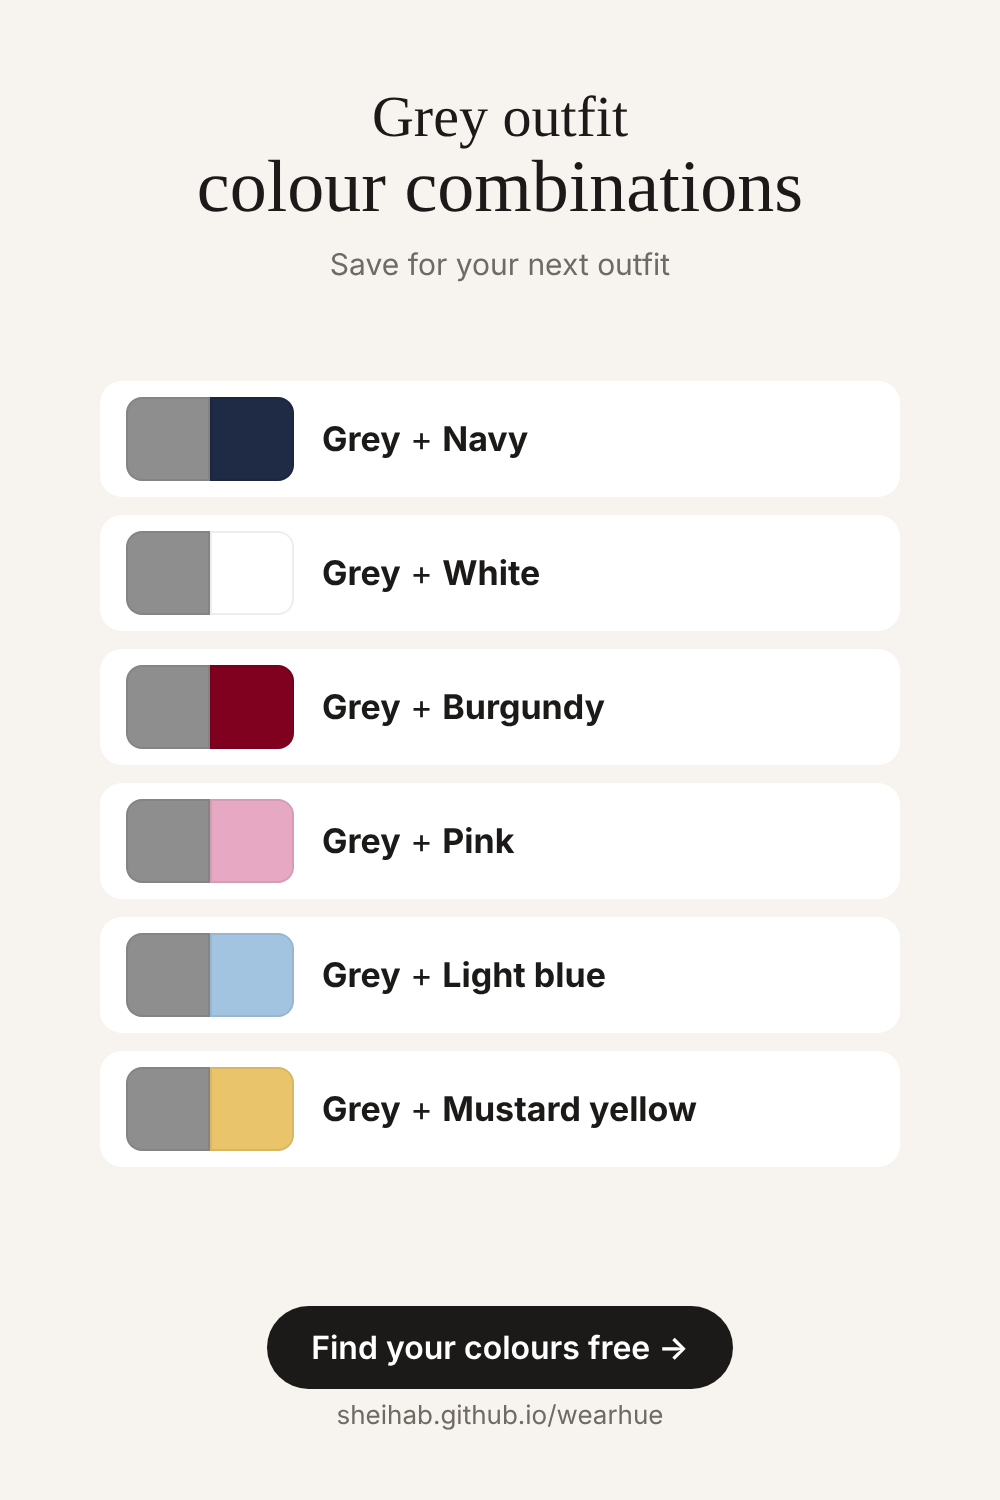 Grey outfit
colour combinations
Save for your next outfit
Grey + Navy
Grey + White
Grey + Burgundy
Grey + Pink
Grey + Light blue
Grey + Mustard yellow
Find your colours free →
sheihab.github.io/wearhue